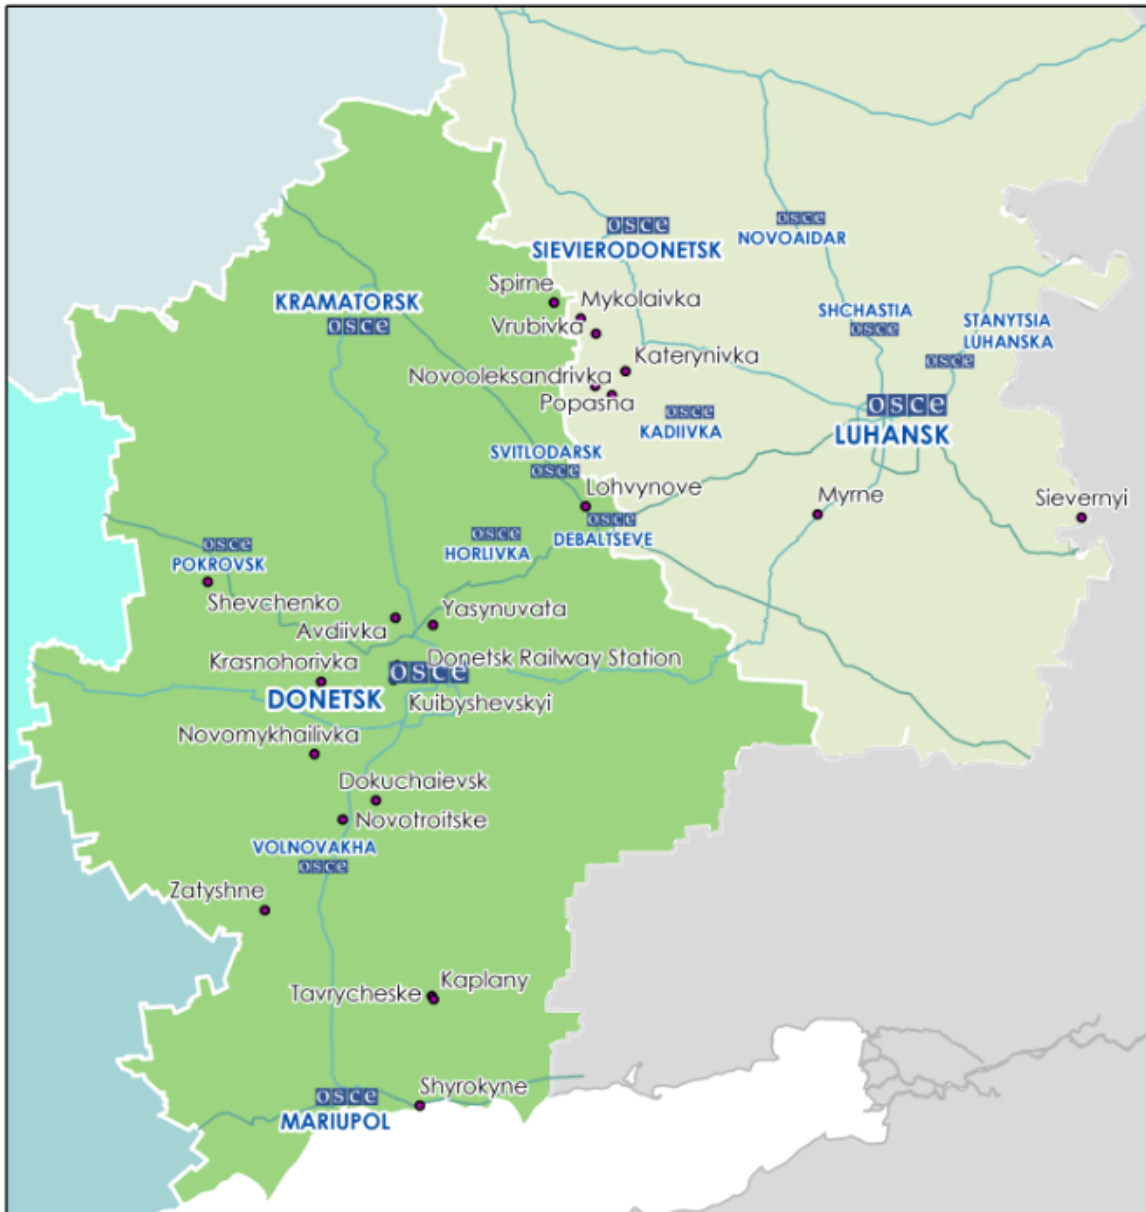 osce
SIEVIERODONETSK
osce
NOVOAIDAR
Spirne
Mykolaivka
KRAMATORSK
osce
Vrubivka
SHCHASTIA
osce
STANYTSIA
LUHANSKA
osce
Katerynivka
Novooleksandrivka
Popasna
osce
KADIIVKA
osce
LUHANSK
SVITLODARSK
osce
Lohvynove
osce
DEBALTSEVE
Myrne
Sievernyi
osce
HORLIVKA
osce
POKROVSK
Shevchenko
Yasynuvata
Avdiivka
Krasnohorivka
Donetsk Railway Station
osce
DONETSK
Kuibyshevskyi
Novomykhailivka
Dokuchaievsk
Novotroitske
VOLNOVAKHA
osce
Zatyshne
Kaplany
Tavrycheske
Shyrokyne
osce
MARIUPOL